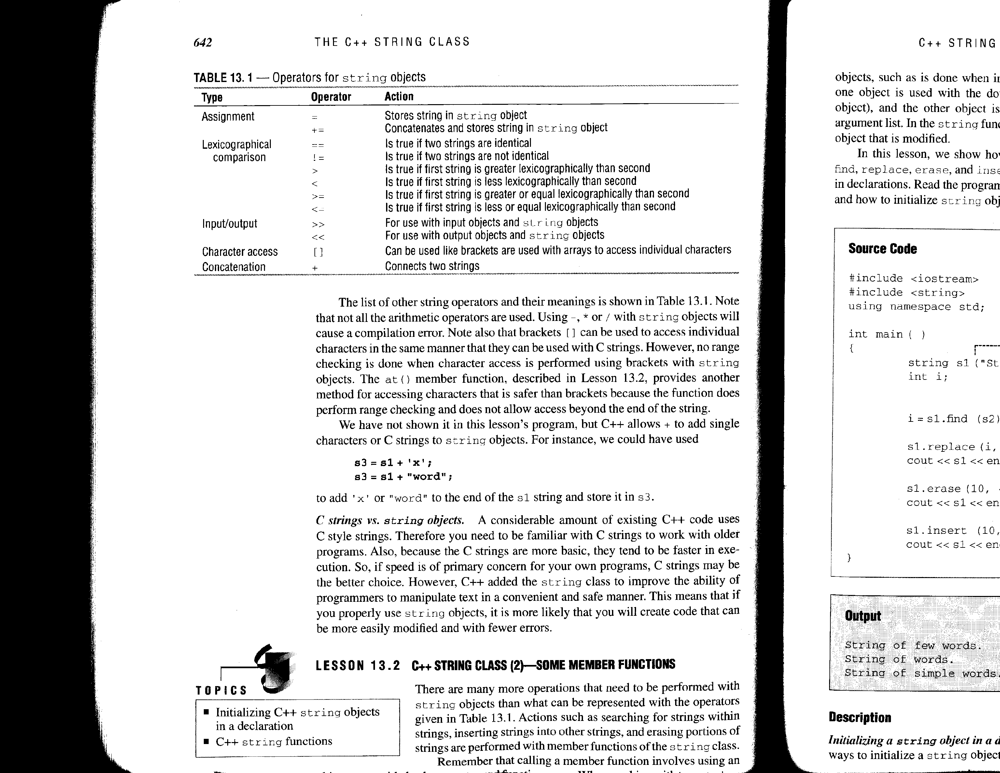 642 THE C++ STRING CLASS
TABLE 13. 1 — Operators for string objects
Type Operator Action
Assignment = Stores string in string object
+= Concatenates and stores string in string object
Lexicographical == Is true if two strings are identical
comparison != Is true if two strings are not identical
> Is true if first string is greater lexicographically than second
< Is true if first string is less lexicographically than second
>= Is true if first string is greater or equal lexicographically than second
<= Is true if first string is less or equal lexicographically than second
Input/output >> For use with input objects and string objects
<< For use with output objects and string objects
Character access [] Can be used like brackets are used with arrays to access individual characters
Concatenation + Connects two strings
The list of other string operators and their meanings is shown in Table 13.1. Note
that not all the arithmetic operators are used. Using -, * or / with string objects will
cause a compilation error. Note also that brackets [] can be used to access individual
characters in the same manner that they can be used with C strings. However, no range
checking is done when character access is performed using brackets with string
objects. The at() member function, described in Lesson 13.2, provides another
method for accessing characters that is safer than brackets because the function does
perform range checking and does not allow access beyond the end of the string.
We have not shown it in this lesson's program, but C++ allows + to add single
characters or C strings to string objects. For instance, we could have used
s3 = s1 + 'x';
s3 = s1 + "word";
to add 'x' or "word" to the end of the s1 string and store it in s3.
C strings vs. string objects. A considerable amount of existing C++ code uses
C style strings. Therefore you need to be familiar with C strings to work with older
programs. Also, because the C strings are more basic, they tend to be faster in exe-
cution. So, if speed is of primary concern for your own programs, C strings may be
the better choice. However, C++ added the string class to improve the ability of
programmers to manipulate text in a convenient and safe manner. This means that if
you properly use string objects, it is more likely that you will create code that can
be more easily modified and with fewer errors.
LESSON 13.2 C++ STRING CLASS (2)—SOME MEMBER FUNCTIONS
TOPICS
■ Initializing C++ string objects
in a declaration
■ C++ string functions
There are many more operations that need to be performed with
string objects than what can be represented with the operators
given in Table 13.1. Actions such as searching for strings within
strings, inserting strings into other strings, and erasing portions of
strings are performed with member functions of the string class.
Remember that calling a member function involves using an
C++ STRING
objects, such as is done when
one object is used with the
object), and the other object is
argument list. In the string
object that is modified.
In this lesson, we show
find, replace, erase, and
in declarations. Read the
and how to initialize string
Source Code
#include <iostream>
#include <string>
using namespace std;
int main ( )
{
string s1 ("St
int i;
i = s1.find (s2)
s1.replace (i,
cout << s1 << en
s1.erase (10,
cout << s1 << en
s1.insert (10,
cout << s1 << en
}
Output
String of few words.
String of words.
String of simple words.
Description
Initializing a string object in a
ways to initialize a string object